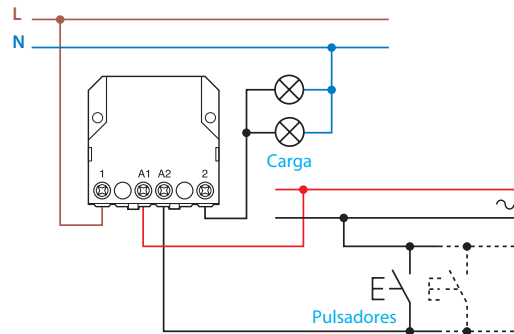 L
N
1 A1 A2 2
Carga
∿
Pulsadores